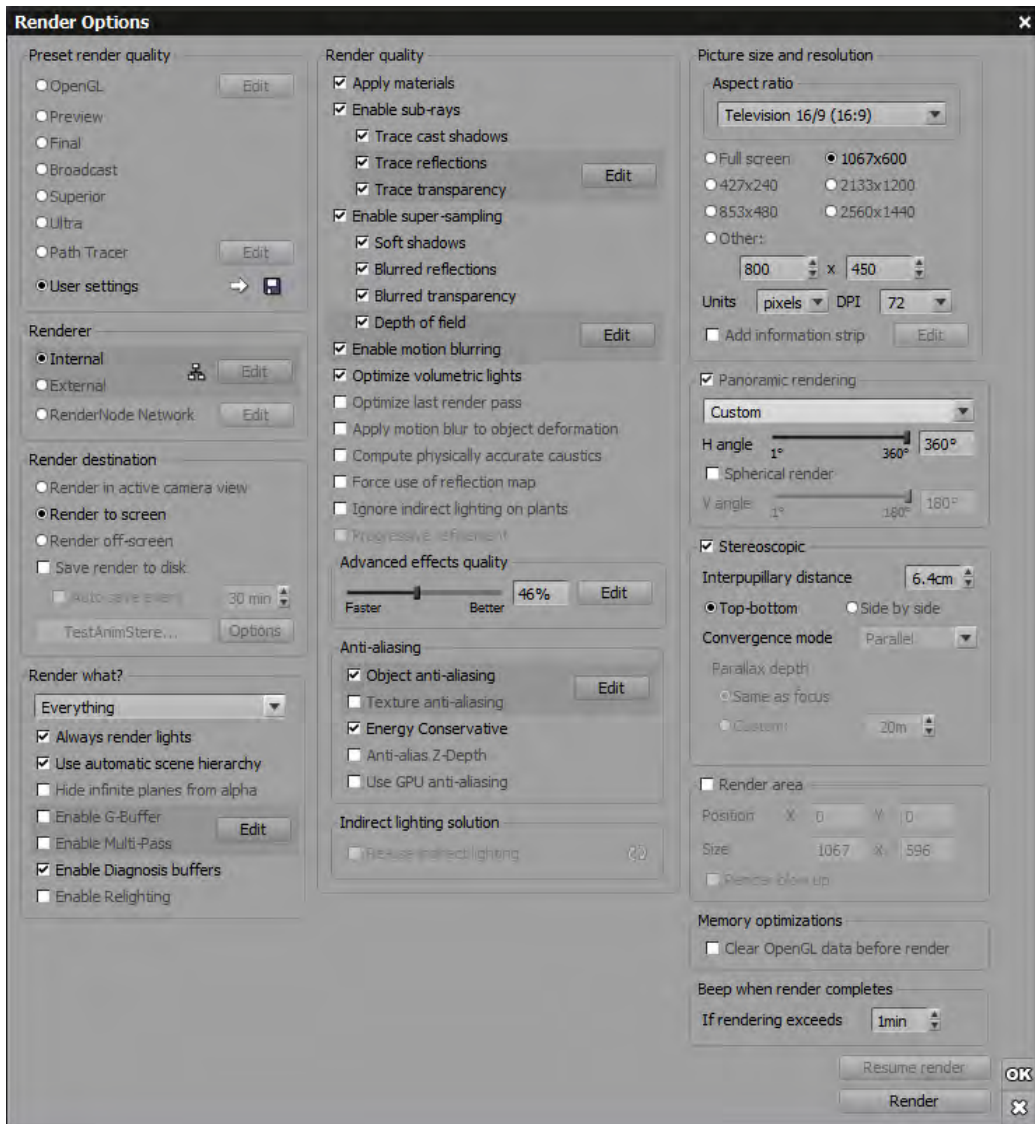 Render Options
Preset render quality
OpenGL
Edit
Preview
Final
Broadcast
Superior
Ultra
Path Tracer
Edit
User settings
Renderer
Internal
Edit
External
RenderNode Network
Edit
Render destination
Render in active camera view
Render to screen
Render off-screen
Save render to disk
Auto save every
30 min
TestAnimStere...
Options
Render what?
Everything
Always render lights
Use automatic scene hierarchy
Hide infinite planes from alpha
Enable G-Buffer
Edit
Enable Multi-Pass
Enable Diagnosis buffers
Enable Relighting
Render quality
Apply materials
Enable sub-rays
Trace cast shadows
Trace reflections
Edit
Trace transparency
Enable super-sampling
Soft shadows
Blurred reflections
Blurred transparency
Depth of field
Edit
Enable motion blurring
Optimize volumetric lights
Optimize last render pass
Apply motion blur to object deformation
Compute physically accurate caustics
Force use of reflection map
Ignore indirect lighting on plants
Progressive refinement
Advanced effects quality
46%
Edit
Faster
Better
Anti-aliasing
Object anti-aliasing
Edit
Texture anti-aliasing
Energy Conservative
Anti-alias Z-Depth
Use GPU anti-aliasing
Indirect lighting solution
Re-use indirect lighting
Picture size and resolution
Aspect ratio
Television 16/9 (16:9)
Full screen
1067x600
427x240
2133x1200
853x480
2560x1440
Other:
800 x 450
Units pixels DPI 72
Add information strip
Edit
Panoramic rendering
Custom
H angle
1°
360°
360°
Spherical render
V angle
1°
180°
180°
Stereoscopic
Interpupillary distance
6.4cm
Top-bottom
Side by side
Convergence mode
Parallel
Parallax depth
Same as focus
Custom:
20m
Render area
Position X 0 Y 0
Size 1067 x 596
Render blow up
Memory optimizations
Clear OpenGL data before render
Beep when render completes
If rendering exceeds
1min
Resume render
OK
Render